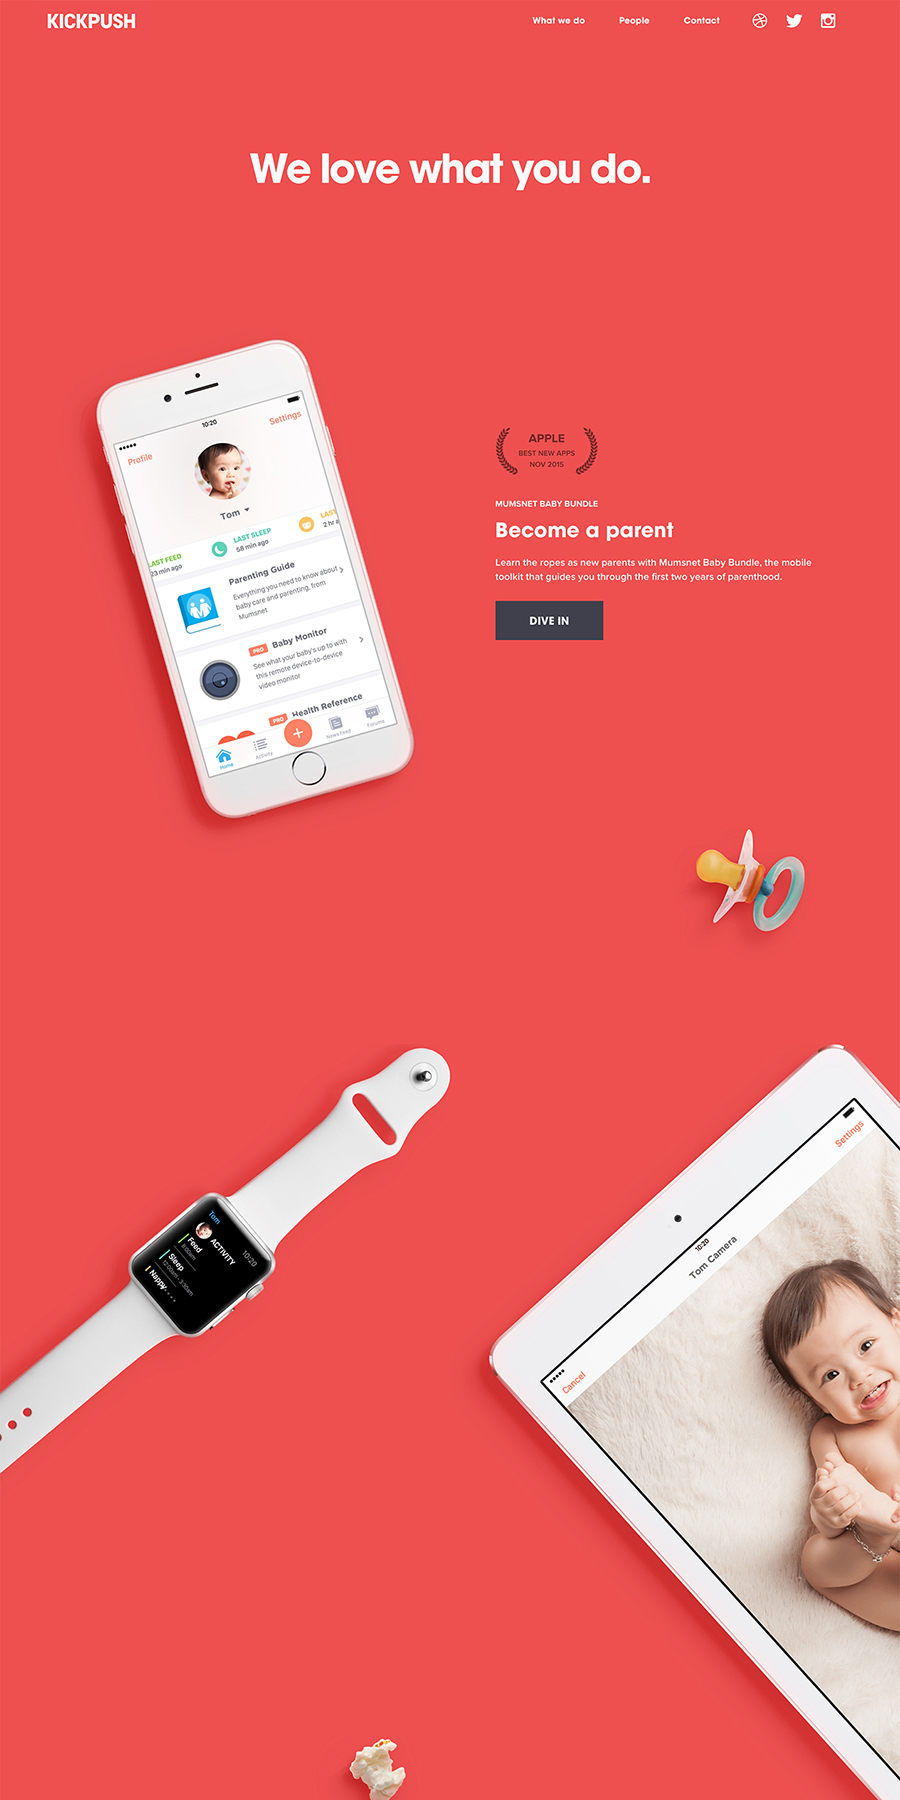 KICKPUSH
What we do
People
Contact
We love what you do.
10:20
Profile
Settings
Tom
LAST FEED
23 min ago
LAST SLEEP
58 min ago
LAST
2 hr a
Parenting Guide
Everything you need to know about
baby care and parenting, from
Mumsnet
PRO Baby Monitor
See what your baby's up to with
this remote device-to-device
video monitor
PRO Health Reference
Home
Activity
+
News Feed
Forums
APPLE
BEST NEW APPS
NOV 2015
MUMSNET BABY BUNDLE
Become a parent
Learn the ropes as new parents with Mumsnet Baby Bundle, the mobile
toolkit that guides you through the first two years of parenthood.
DIVE IN
Tom
10:20
ACTIVITY
Feed
Sleep
12:00am - 3:30am
Nappy
10:20
Cancel
Tom Camera
Settings